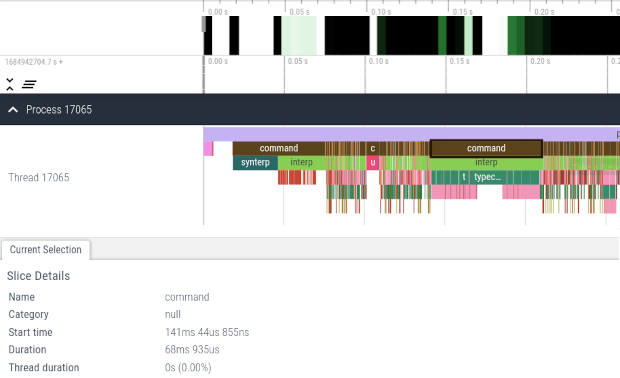 0.00 s 0.05 s 0.10 s 0.15 s 0.20 s
1684942704.7 s + 0.00 s 0.05 s 0.10 s 0.15 s 0.20 s
Process 17065
command c command
synterp interp u interp
Thread 17065
t typec...
Current Selection
Slice Details
Name command
Category null
Start time 141ms 44us 855ns
Duration 68ms 935us
Thread duration 0s (0.00%)